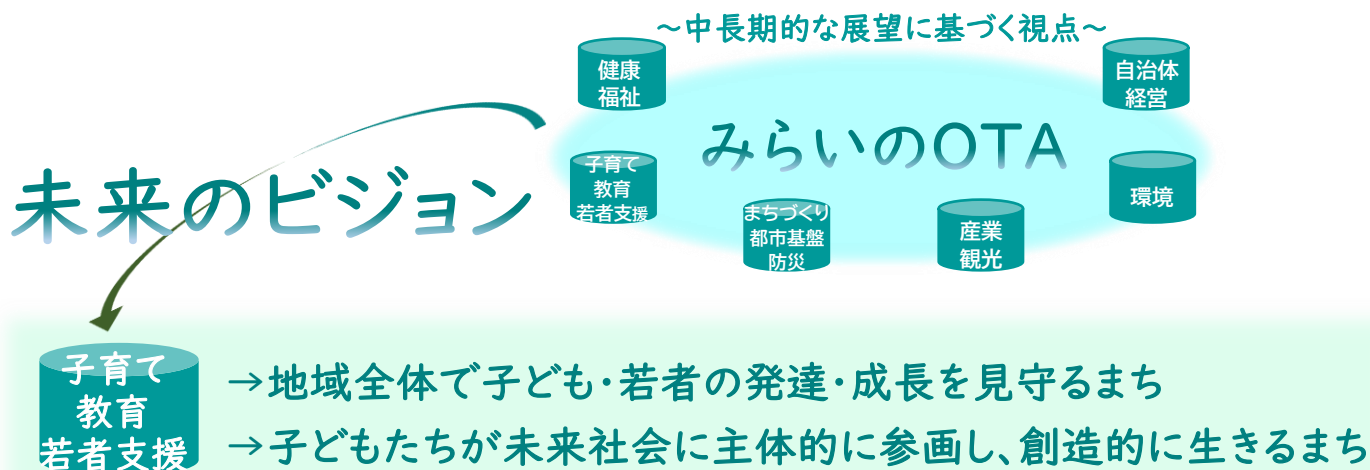 ～中長期的な展望に基づく視点～
健康
福祉
自治体
経営
みらいのOTA
子育て
教育
若者支援
環境
まちづくり
都市基盤
防災
産業
観光
未来のビジョン
子育て
教育
若者支援
→地域全体で子ども・若者の発達・成長を見守るまち
→子どもたちが未来社会に主体的に参画し、創造的に生きるまち